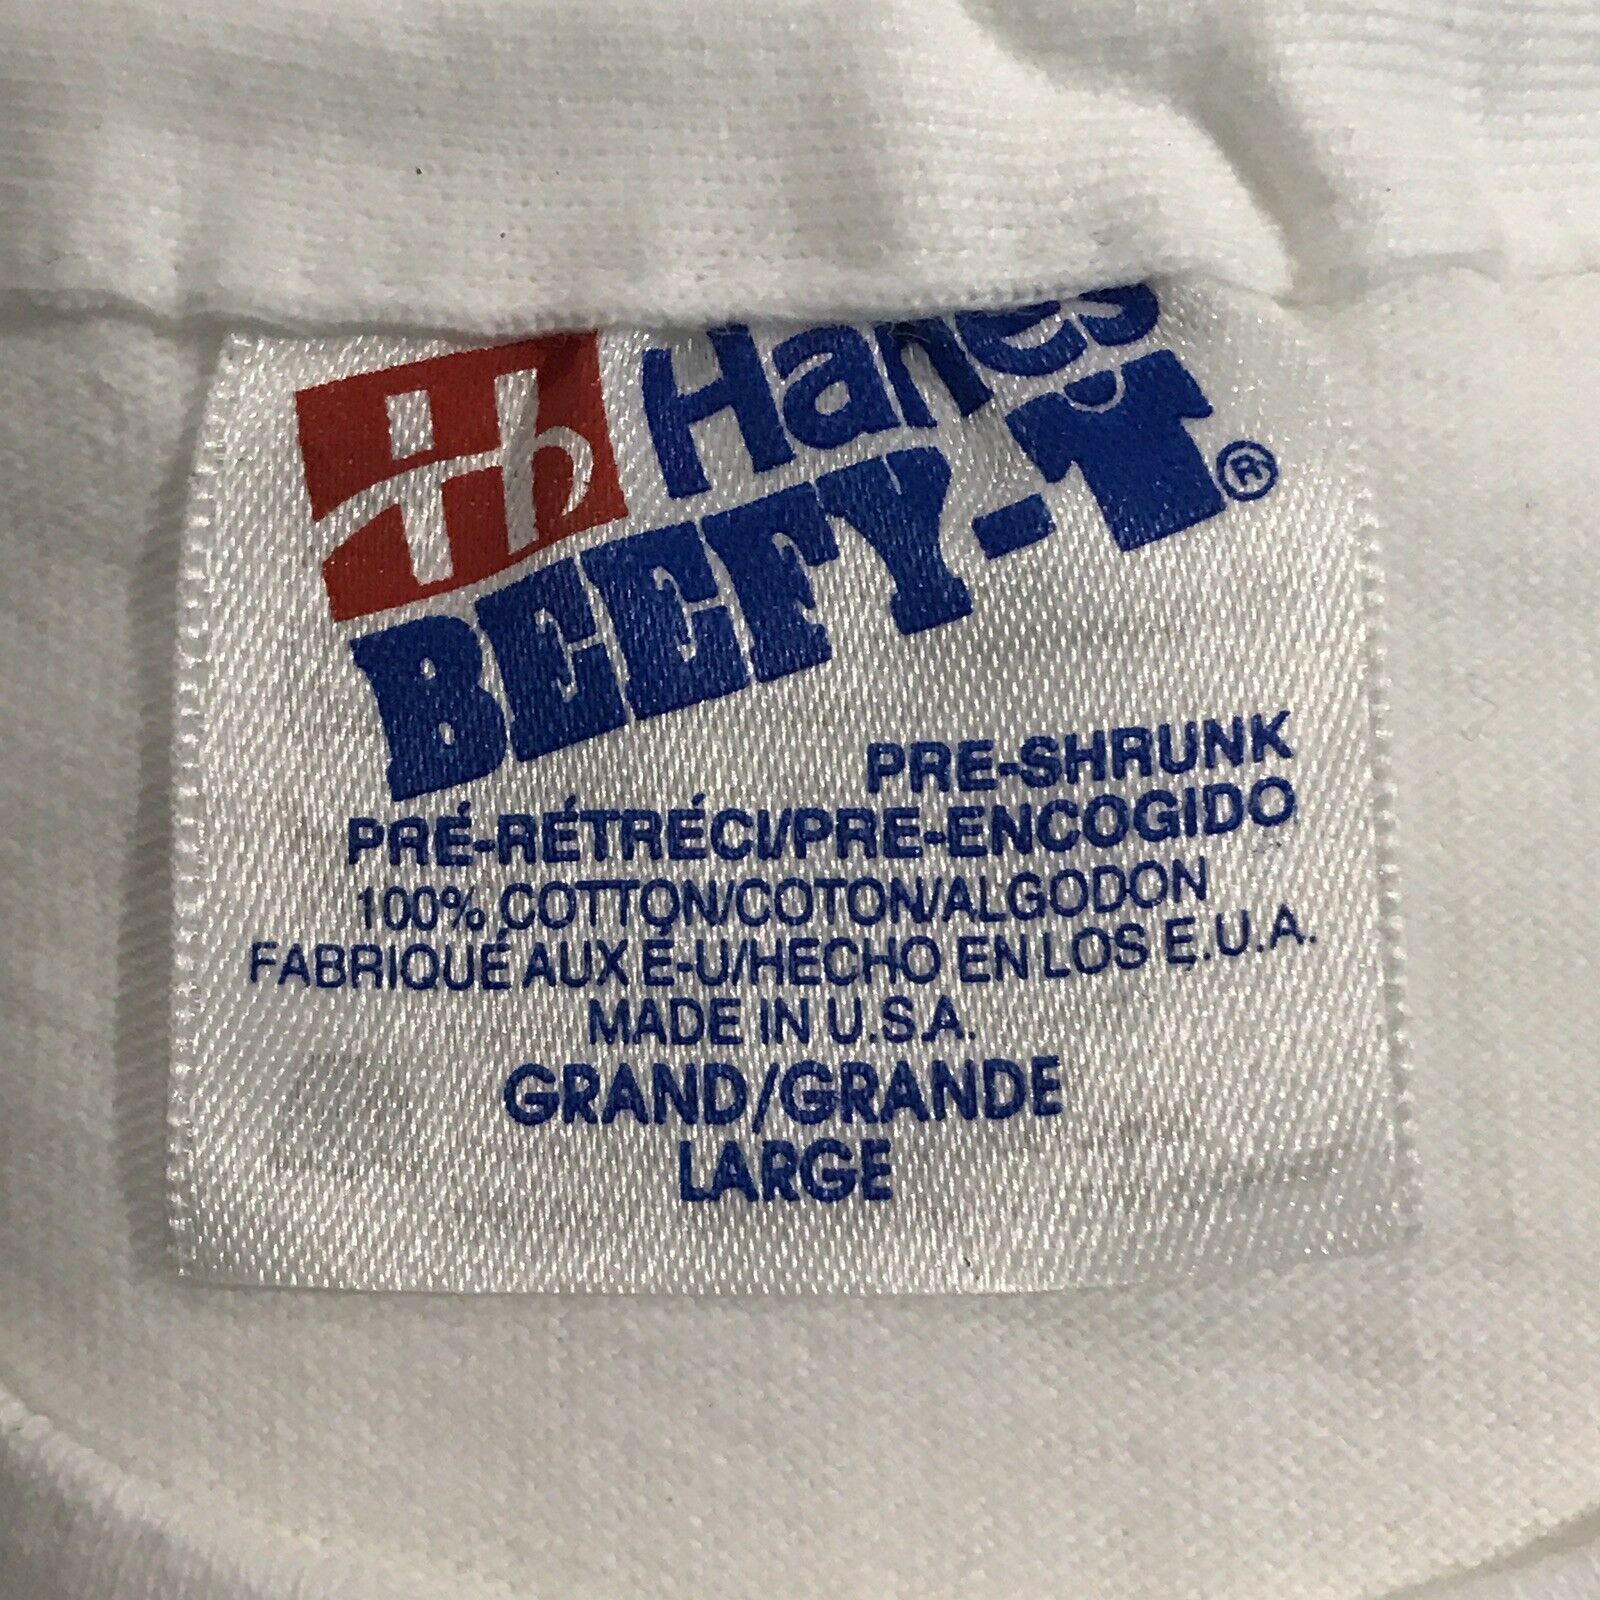 Hh Hanes
BEEFY-T®
PRE-SHRUNK
PRÉ-RÉTRÉCI/PRE-ENCOGIDO
100% COTTON/COTON/ALGODON
FABRIQUÉ AUX É-U/HECHO EN LOS E.U.A.
MADE IN U.S.A.
GRAND/GRANDE
LARGE